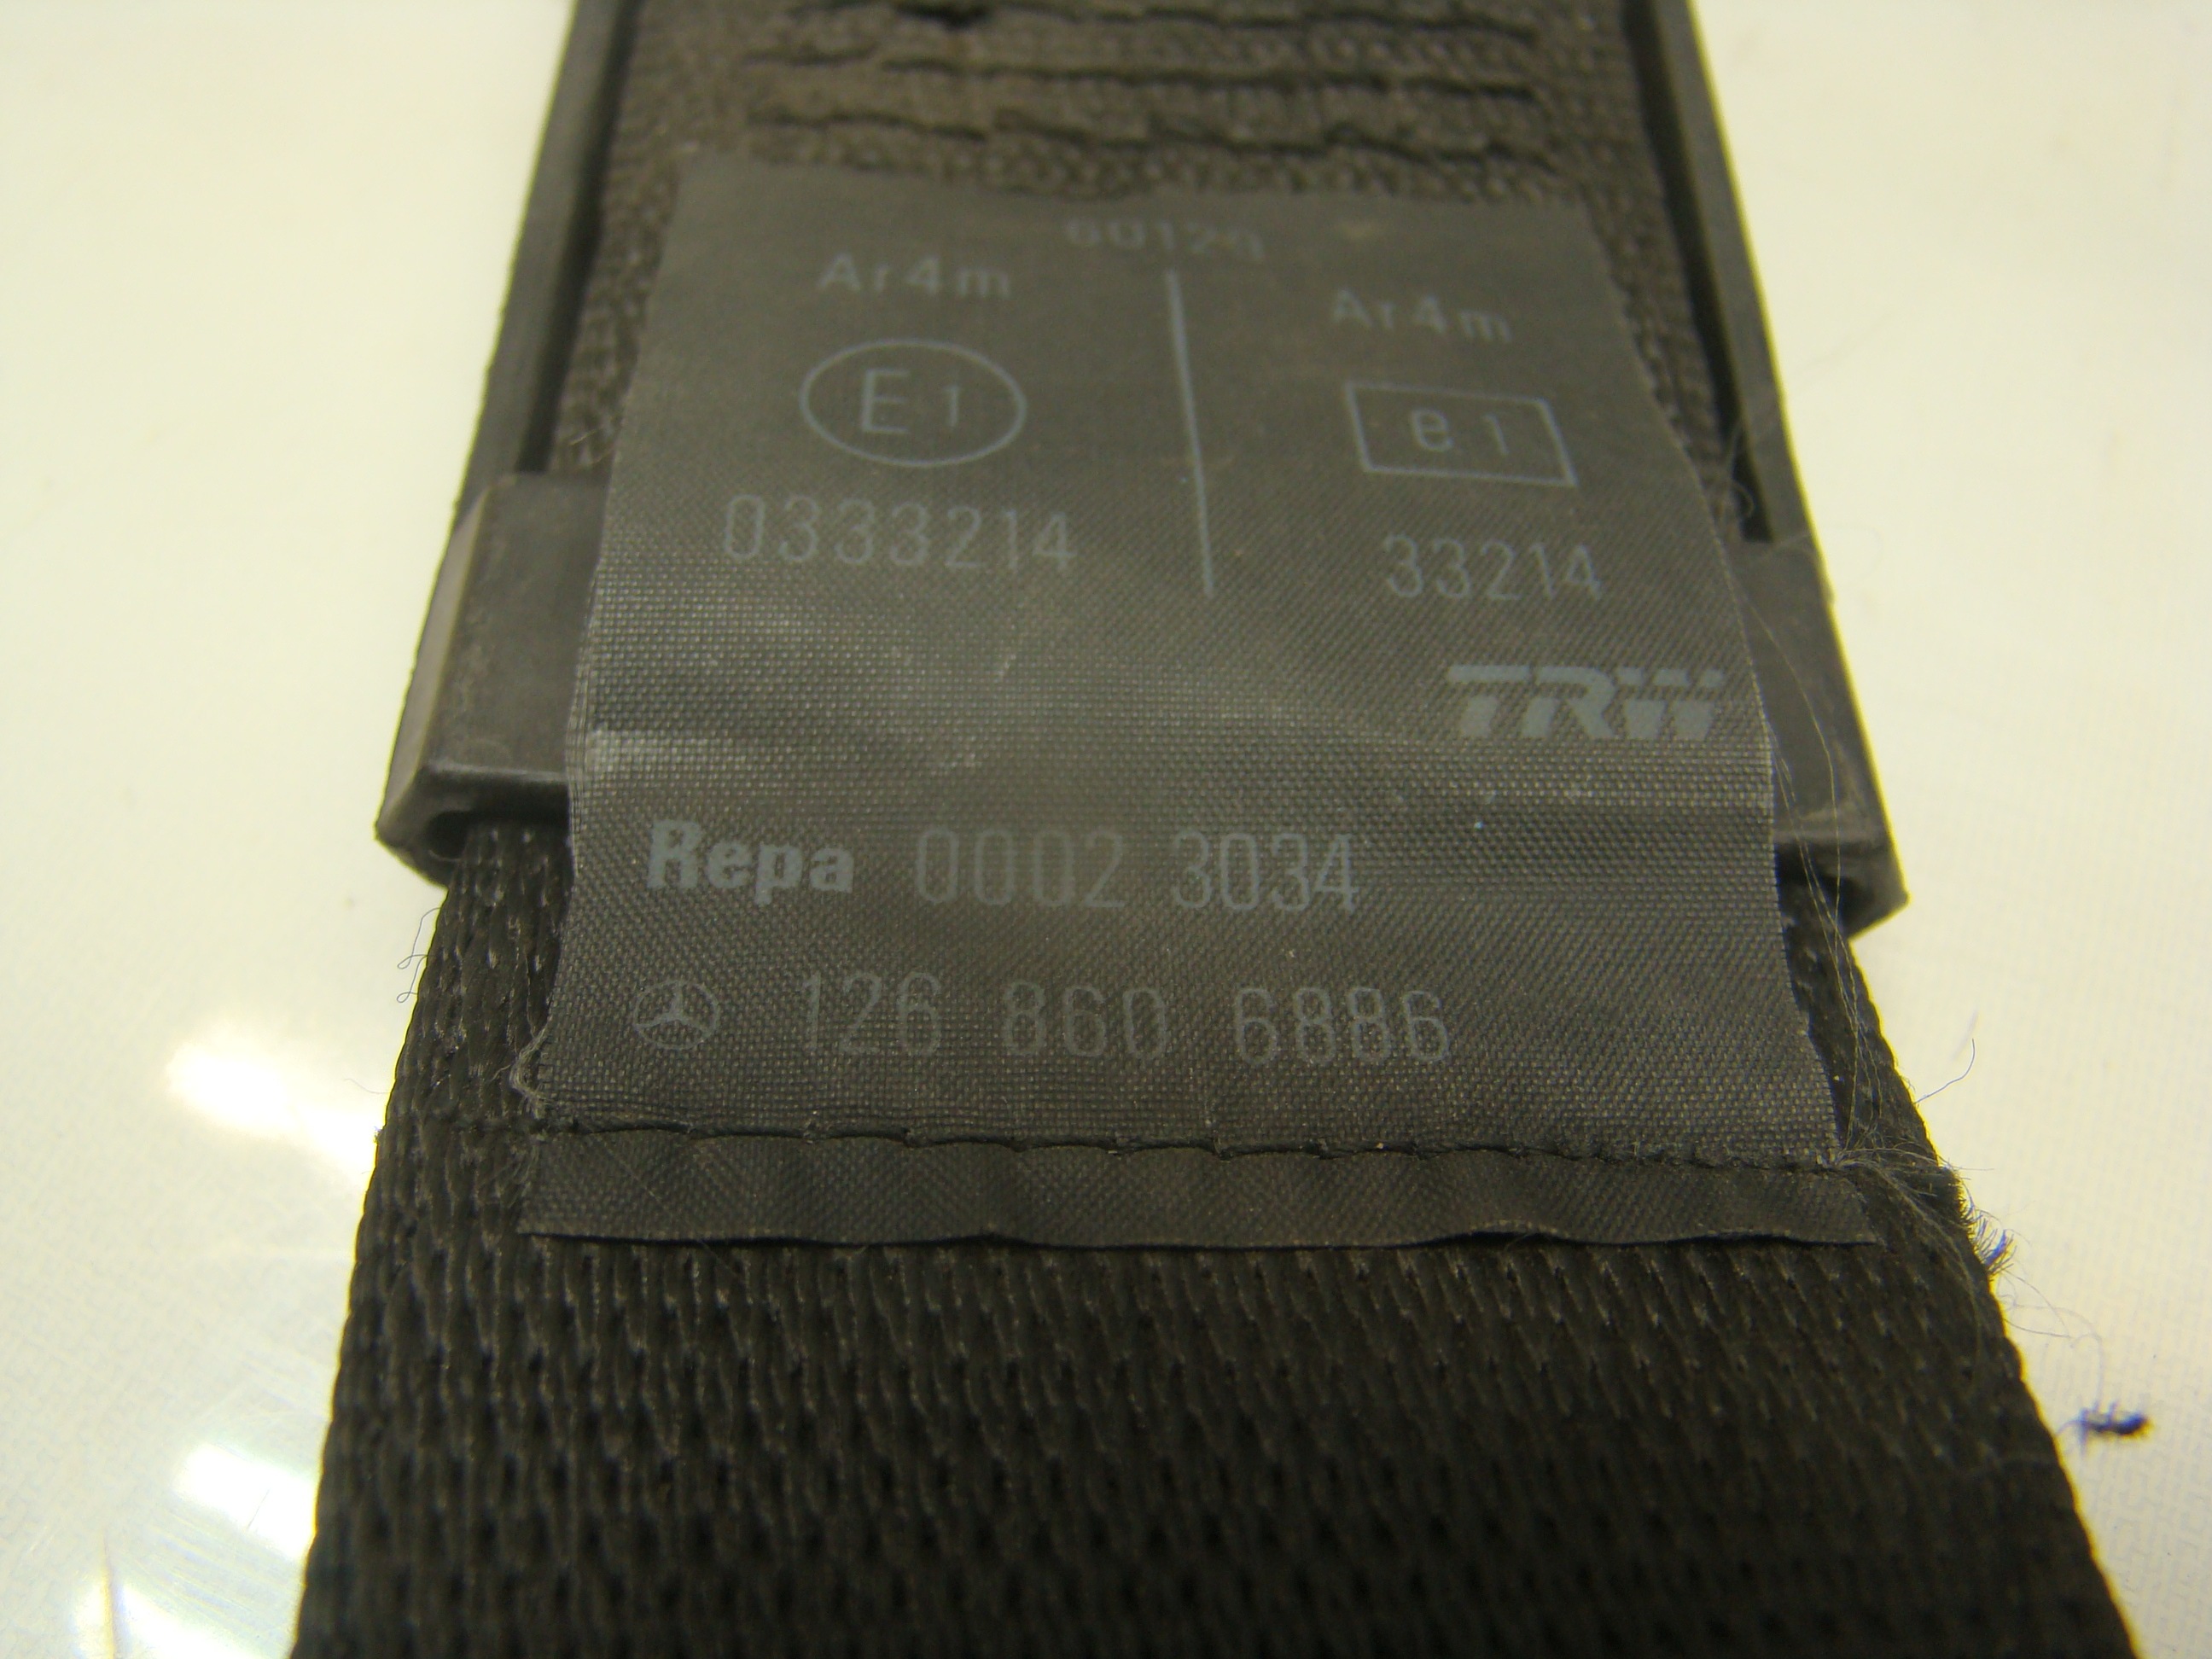 Ar4m Ar4m
E1 e1
0333214 33214
TRW
Repa 0002 3034
126 860 6886